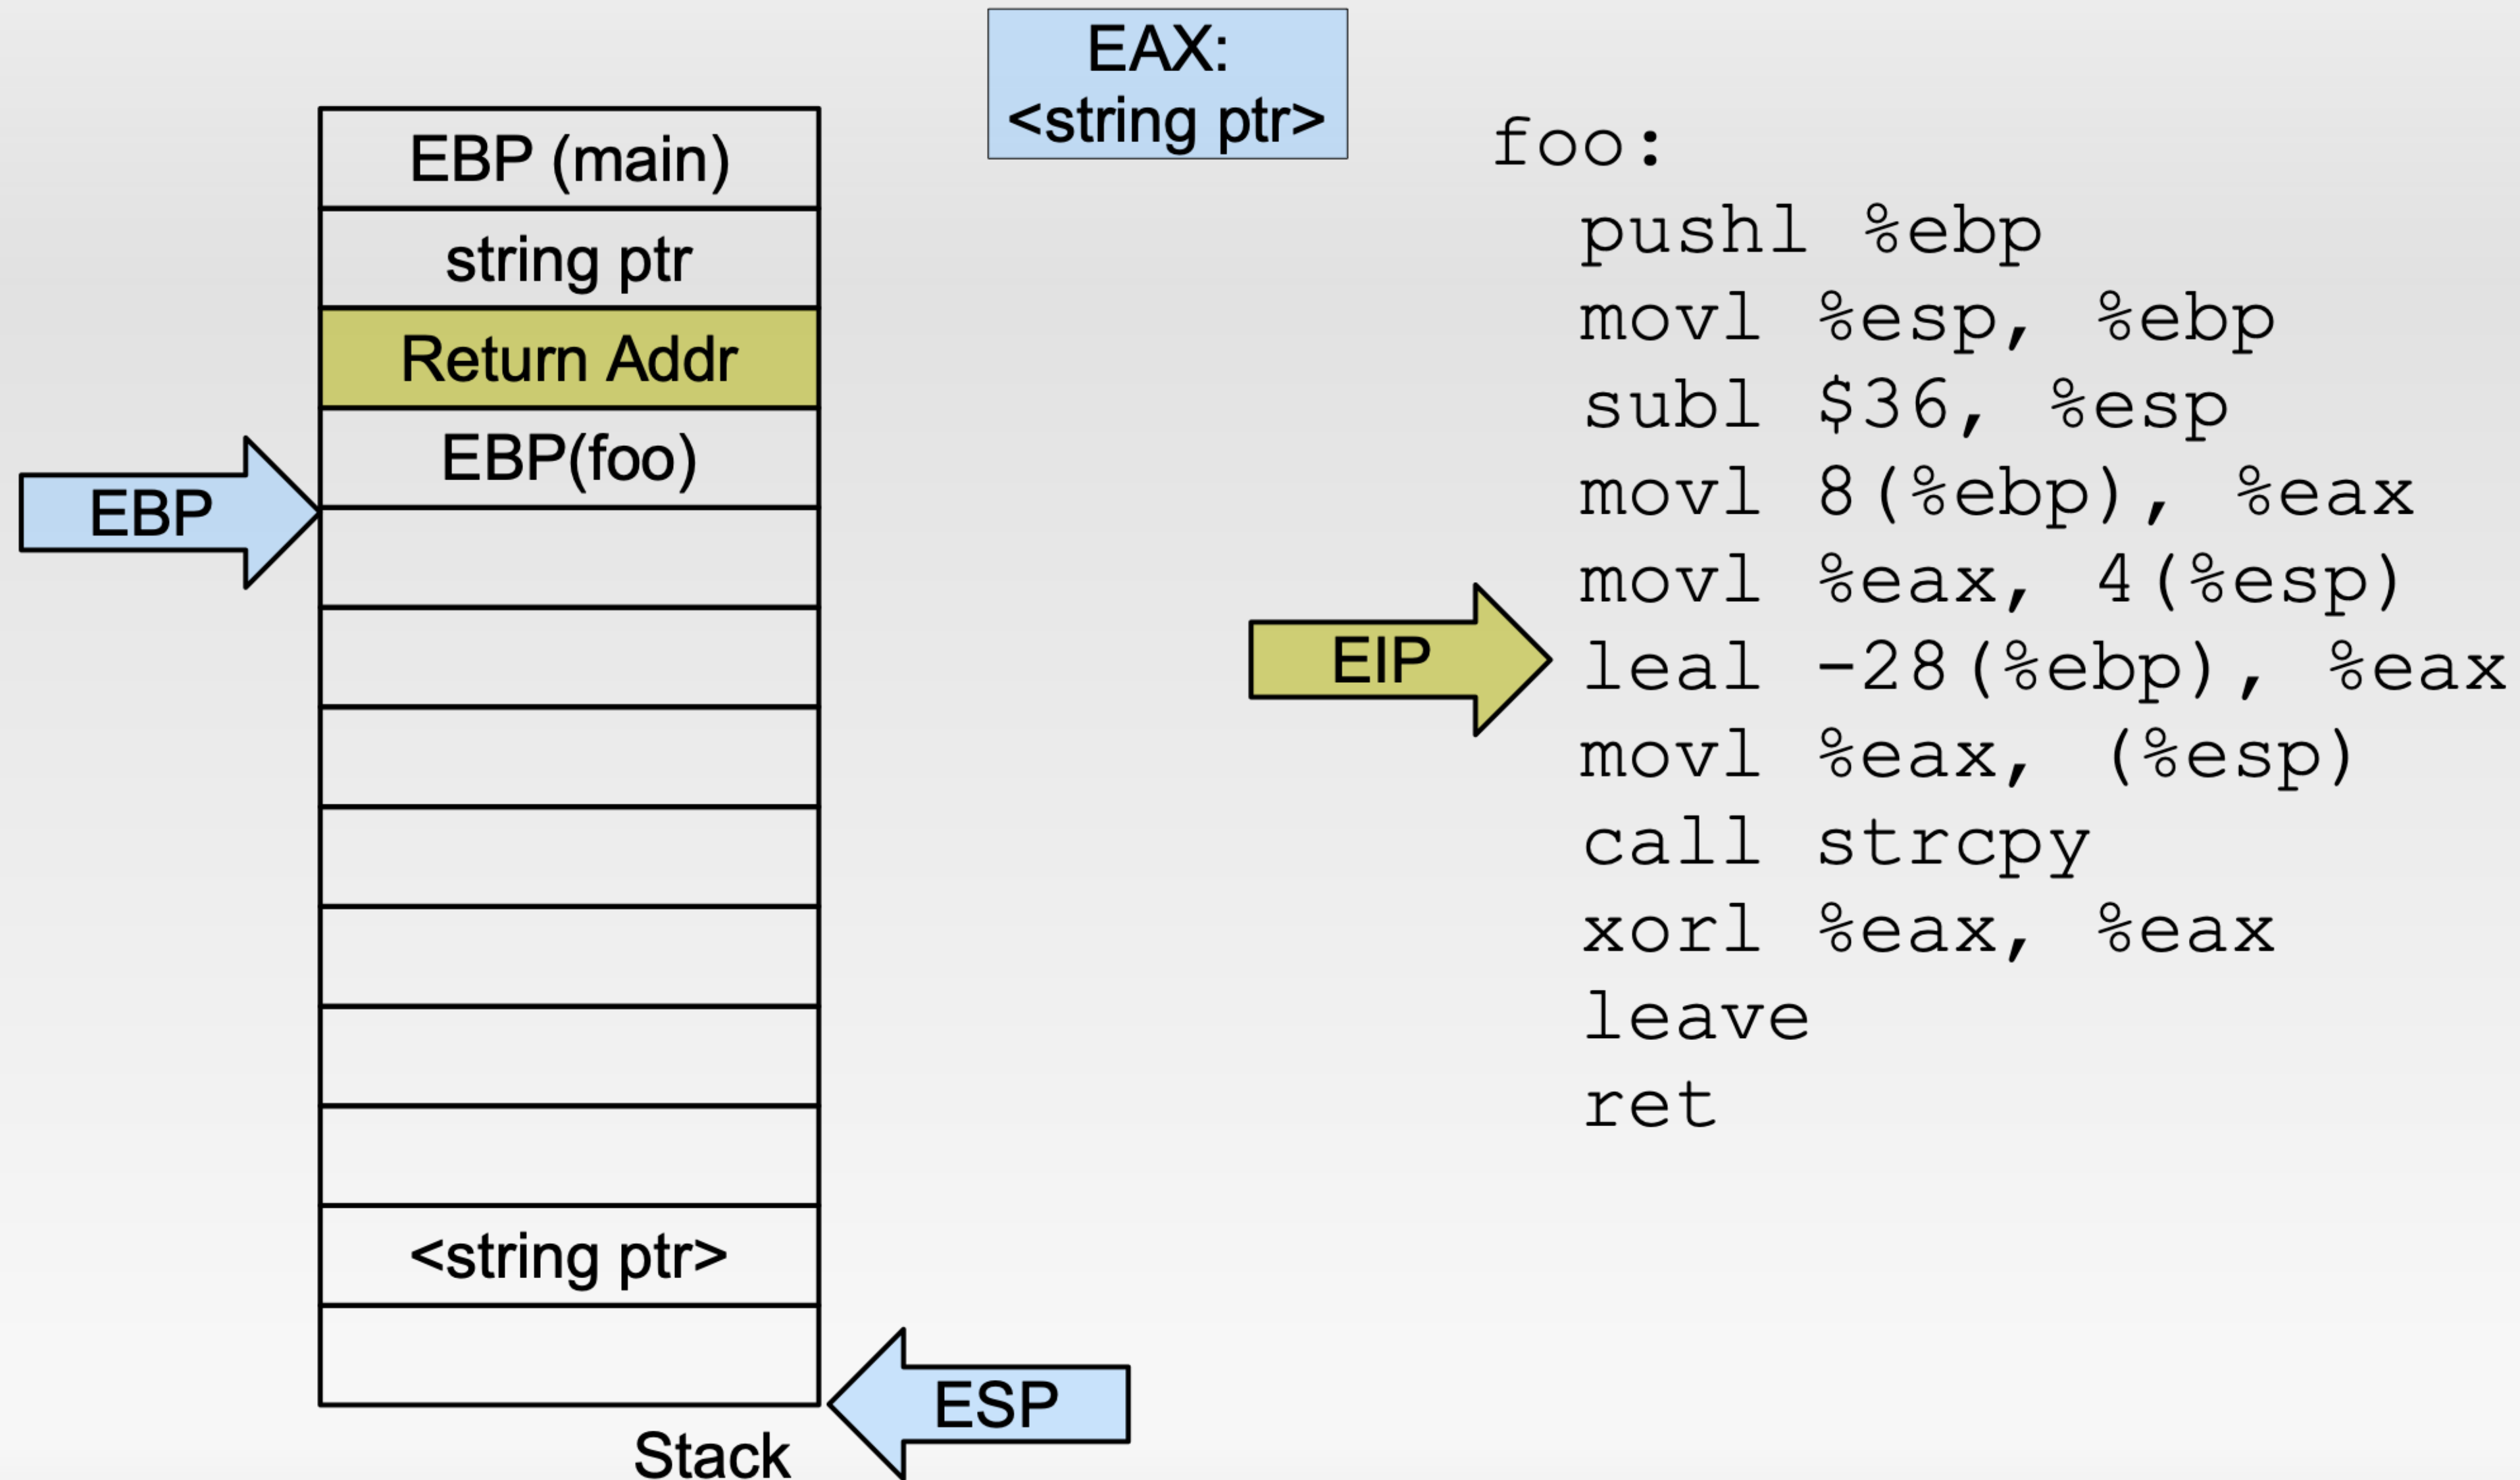 EAX:
<string ptr>
EBP (main)
string ptr
Return Addr
EBP(foo)
EBP
<string ptr>
ESP
Stack
EIP
foo:
pushl %ebp
movl %esp, %ebp
subl $36, %esp
movl 8(%ebp), %eax
movl %eax, 4(%esp)
leal -28(%ebp), %eax
movl %eax, (%esp)
call strcpy
xorl %eax, %eax
leave
ret